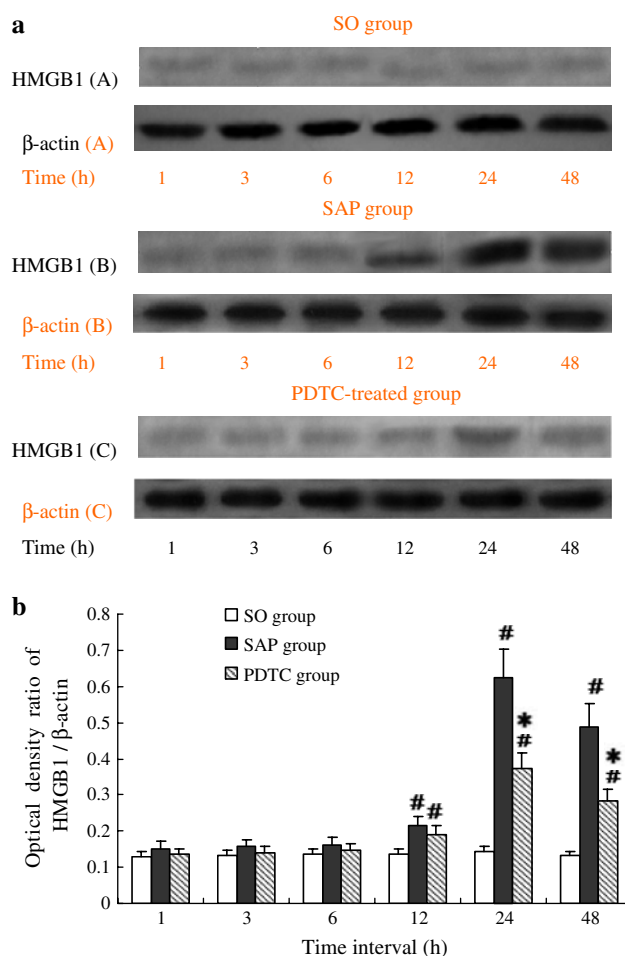 a
SO group
HMGB1 (A)
β-actin (A)
Time (h) 1 3 6 12 24 48
SAP group
HMGB1 (B)
β-actin (B)
Time (h) 1 3 6 12 24 48
PDTC-treated group
HMGB1 (C)
β-actin (C)
Time (h) 1 3 6 12 24 48
b
Optical density ratio of
HMGB1 / β-actin
0.8
0.7
0.6
0.5
0.4
0.3
0.2
0.1
0
SO group
SAP group
PDTC group
# #
#
*
#
#
*
#
1 3 6 12 24 48
Time interval (h)